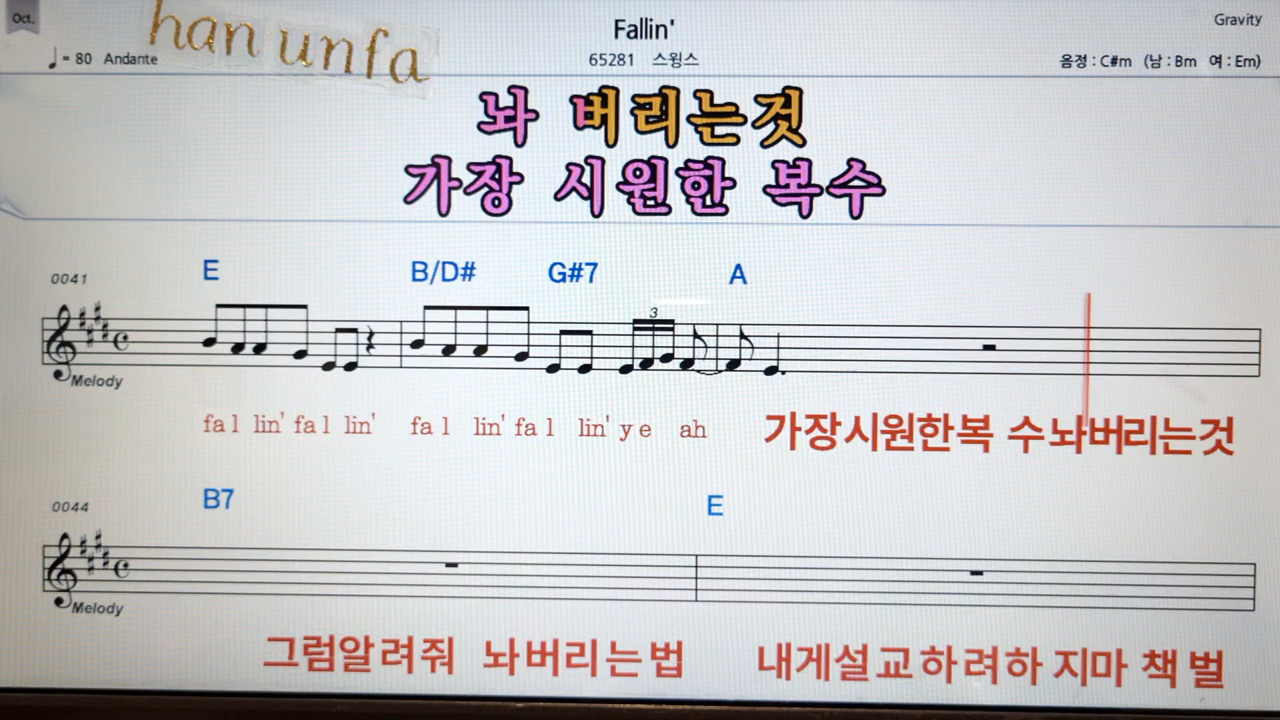 Oct.
han unfa
Fallin'
Gravity
♩= 80 Andante
65281 스윙스
음정 : C#m (남 : Bm 여 : Em)
놔 버리는것
가장 시원한 복수
0041
E B/D# G#7 A
3
Melody
fal lin' fal lin' fal lin' fal lin' ye ah 가장시원한복 수놔버리는것
0044
B7 E
Melody
그럼알려줘 놔버리는법 내게설교하려하지마 책벌